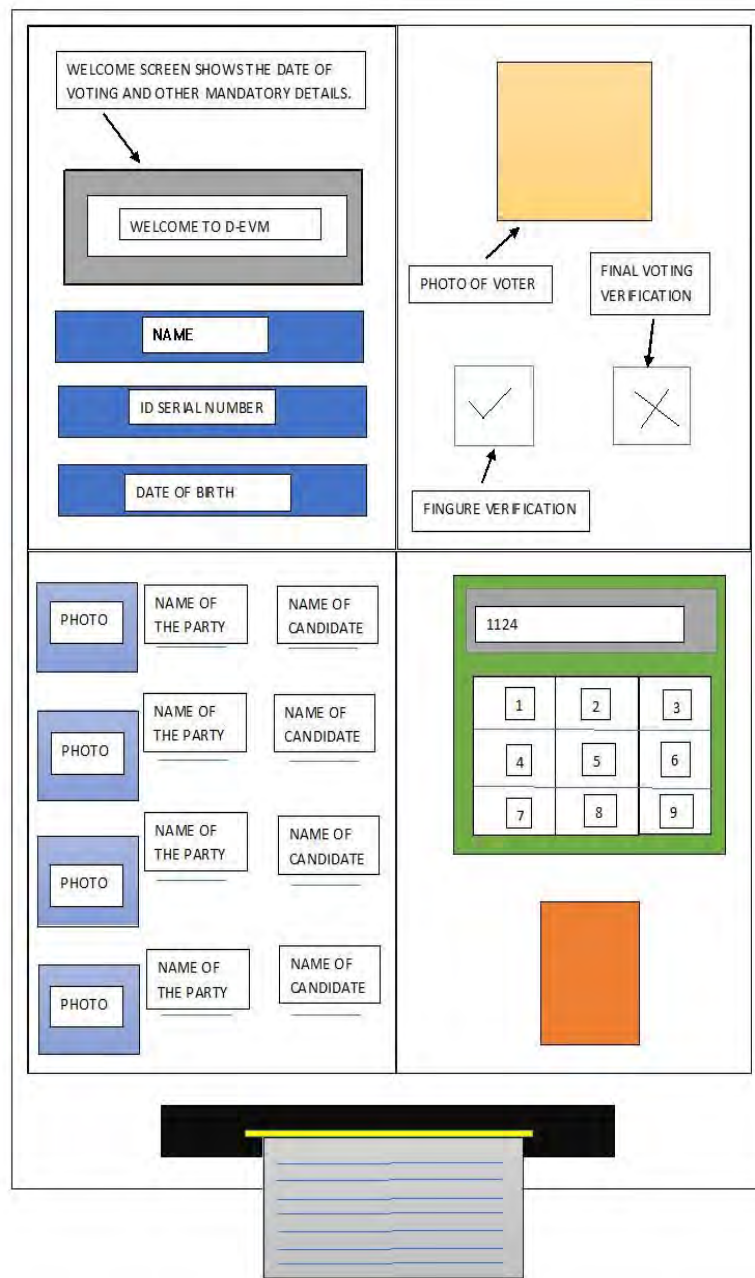 WELCOME SCREEN SHOWS THE DATE OF
VOTING AND OTHER MANDATORY DETAILS.
WELCOME TO D-EVM
NAME
ID SERIAL NUMBER
DATE OF BIRTH
PHOTO OF VOTER
FINAL VOTING
VERIFICATION
FINGURE VERIFICATION
PHOTO
NAME OF
THE PARTY
NAME OF
CANDIDATE
PHOTO
NAME OF
THE PARTY
NAME OF
CANDIDATE
PHOTO
NAME OF
THE PARTY
NAME OF
CANDIDATE
PHOTO
NAME OF
THE PARTY
NAME OF
CANDIDATE
1124
1 2 3
4 5 6
7 8 9